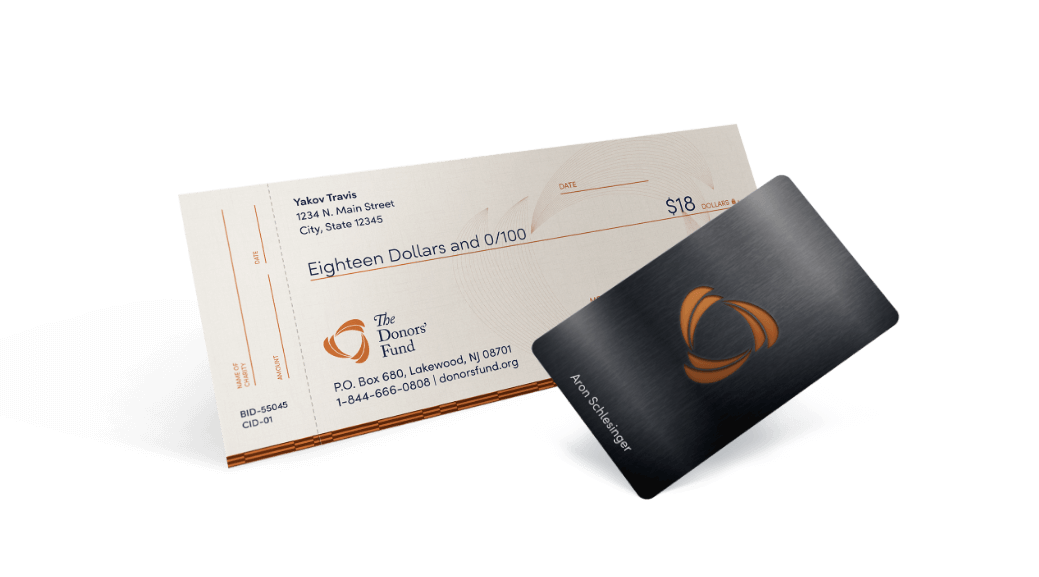 NAME OF
CHARITY
DATE
AMOUNT
BID-55045
CID-01
Yakov Travis
1234 N. Main Street
City, State 12345
DATE
$18 DOLLARS
Eighteen Dollars and 0/100
The
Donors'
Fund
P.O. Box 680, Lakewood, NJ 08701
1-844-666-0808 | donorsfund.org
Aron Schlesinger